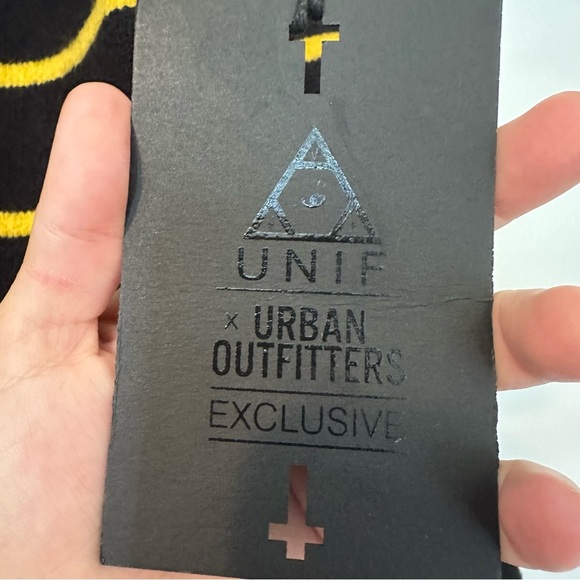 UNIF
x URBAN
OUTFITTERS
EXCLUSIVE